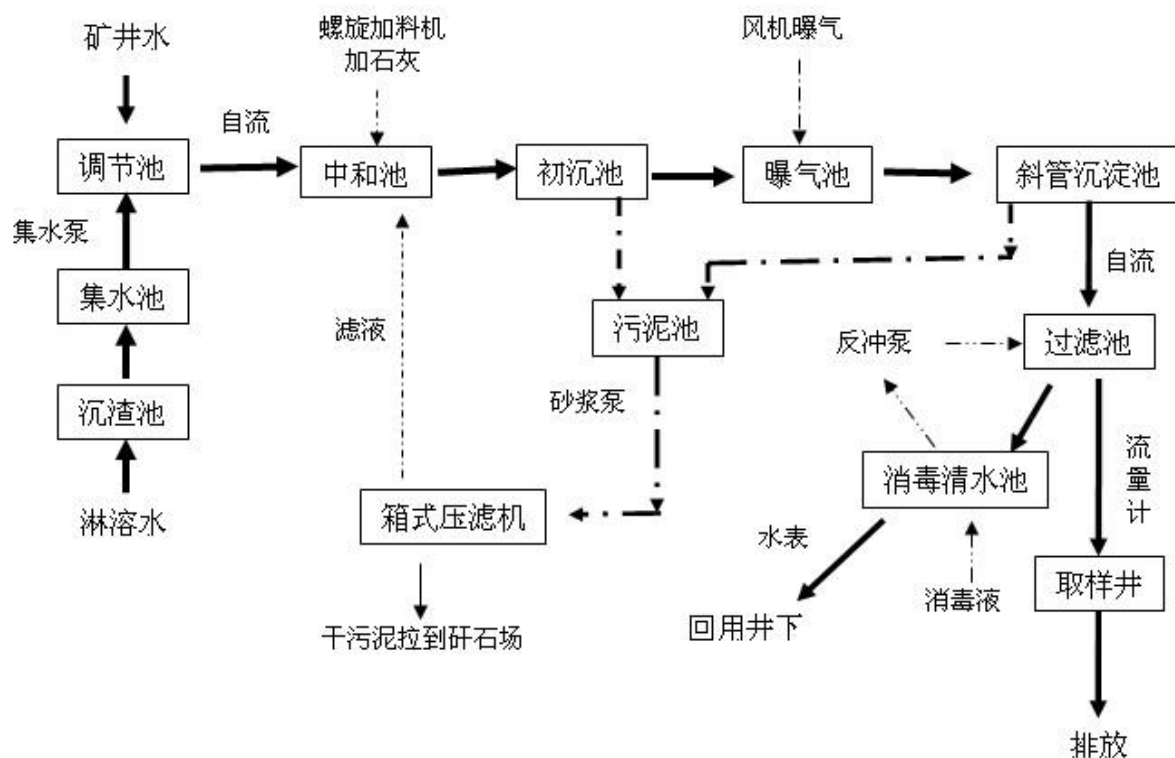 矿井水
螺旋加料机
加石灰
风机曝气
自流
调节池
中和池
初沉池
曝气池
斜管沉淀池
集水泵
自流
集水池
滤液
污泥池
反冲泵
过滤池
沉渣池
砂浆泵
流量计
消毒清水池
淋溶水
箱式压滤机
水表
取样井
消毒液
回用井下
干污泥拉到矸石场
排放